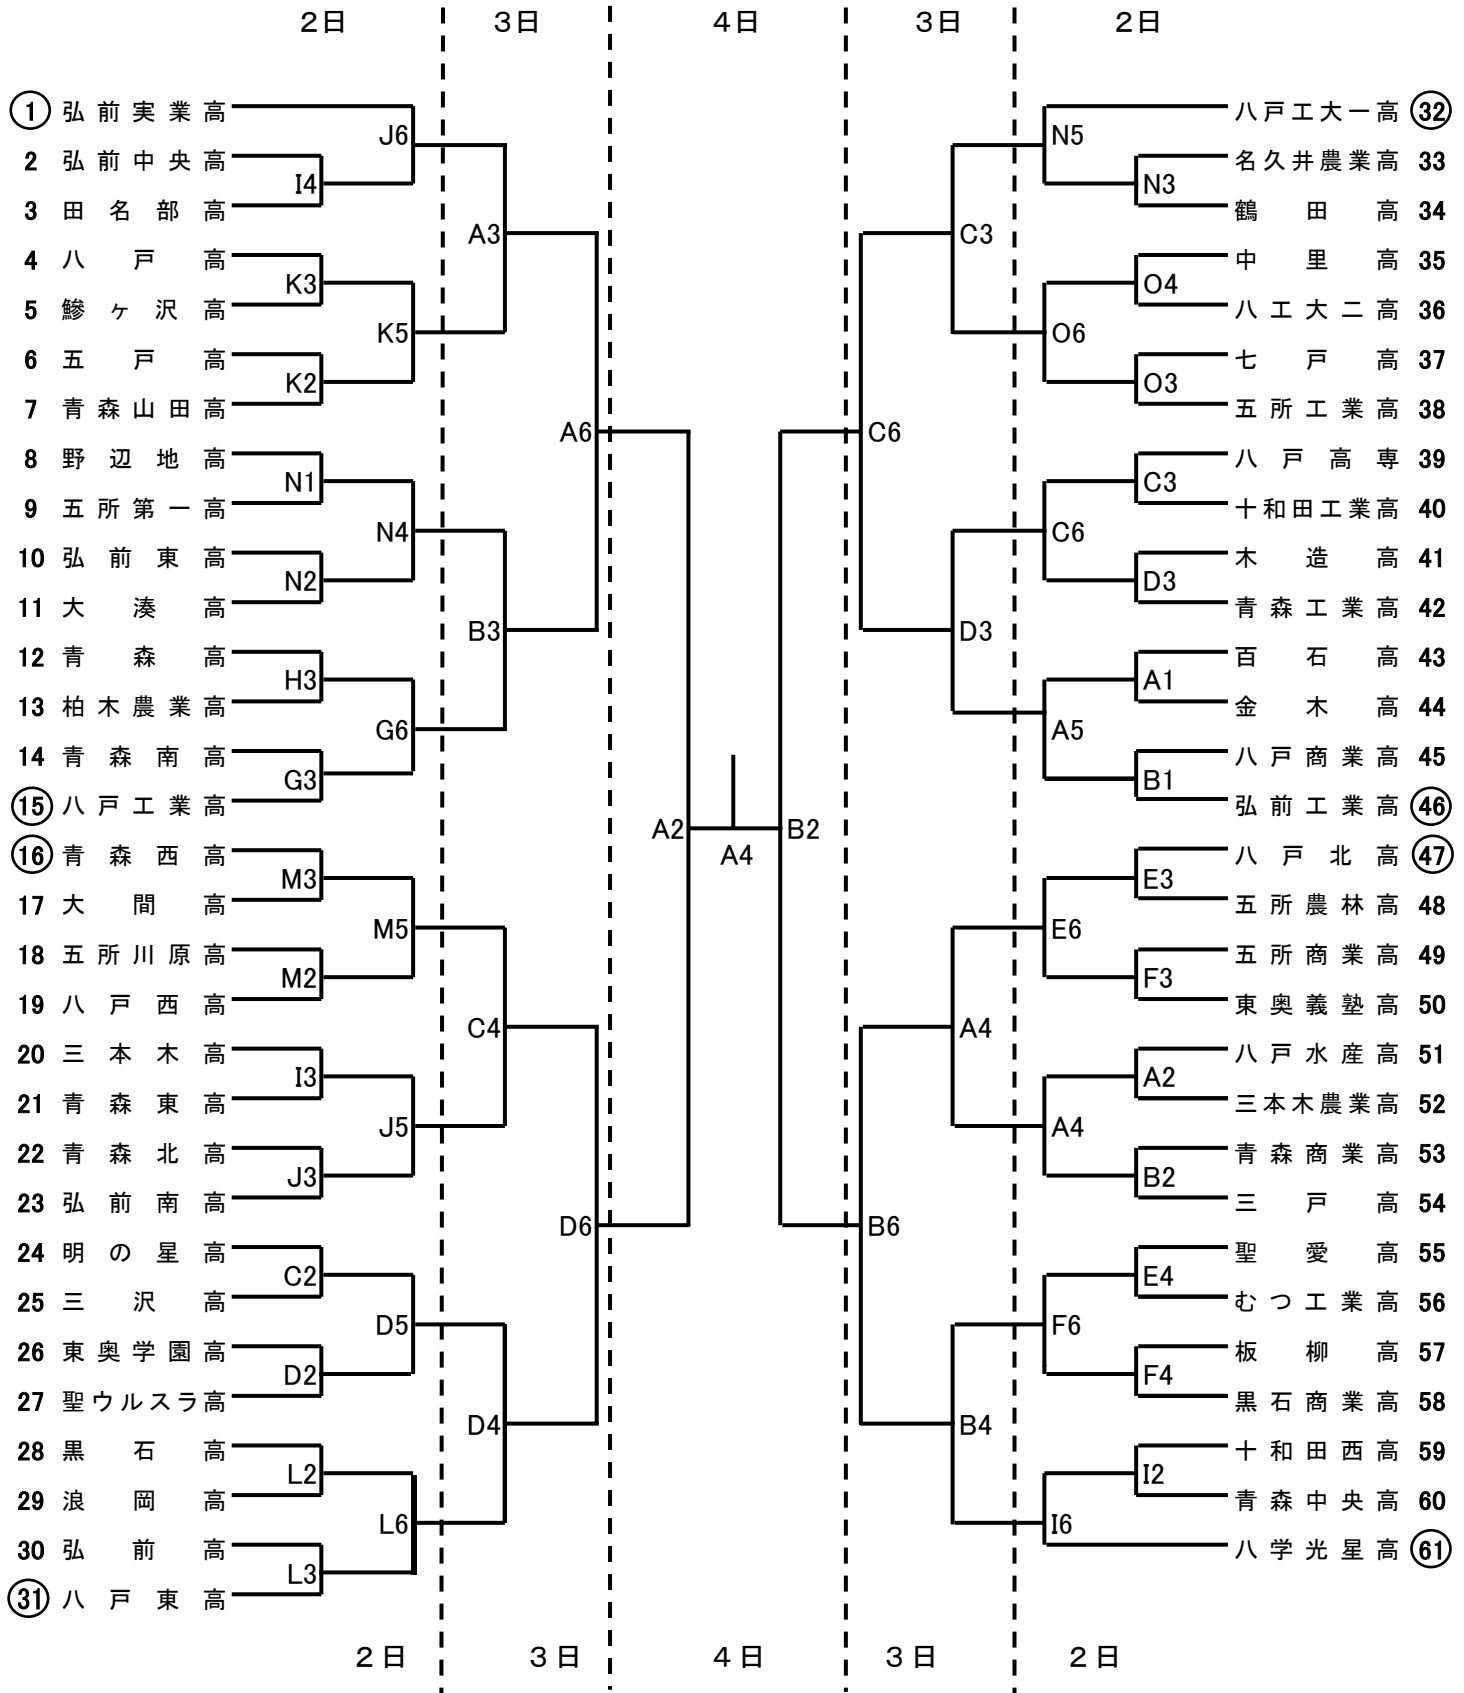 2日 3日 4日 3日 2日
1 弘前実業高
J6
2 弘前中央高
I4
3 田名部高
A3
4 八戸高
K3
5 鰺ヶ沢高
K5
6 五戸高
K2
7 青森山田高
A6
8 野辺地高
N1
9 五所第一高
N4
10 弘前東高
N2
11 大湊高
B3
12 青森高
H3
13 柏木農業高
G6
14 青森南高
G3
15 八戸工業高
A2
16 青森西高
M3
17 大間高
M5
18 五所川原高
M2
19 八戸西高
C4
20 三本木高
I3
21 青森東高
J5
22 青森北高
J3
23 弘前南高
D6
24 明の星高
C2
25 三沢高
D5
26 東奥学園高
D2
27 聖ウルスラ高
D4
28 黒石高
L2
29 浪岡高
L6
30 弘前高
L3
31 八戸東高
A4
八戸工大一高 32
N5
名久井農業高 33
N3
鶴田高 34
C3
中里高 35
O4
八工大二高 36
O6
七戸高 37
O3
五所工業高 38
C6
八戸高専 39
C3
十和田工業高 40
C6
木造高 41
D3
青森工業高 42
D3
百石高 43
A1
金木高 44
A5
八戸商業高 45
B1
弘前工業高 46
B2
八戸北高 47
E3
五所農林高 48
E6
五所商業高 49
F3
東奥義塾高 50
A4
八戸水産高 51
A2
三本木農業高 52
A4
青森商業高 53
B2
三戸高 54
B6
聖愛高 55
E4
むつ工業高 56
F6
板柳高 57
F4
黒石商業高 58
B4
十和田西高 59
I2
青森中央高 60
I6
八学光星高 61
2日 3日 4日 3日 2日